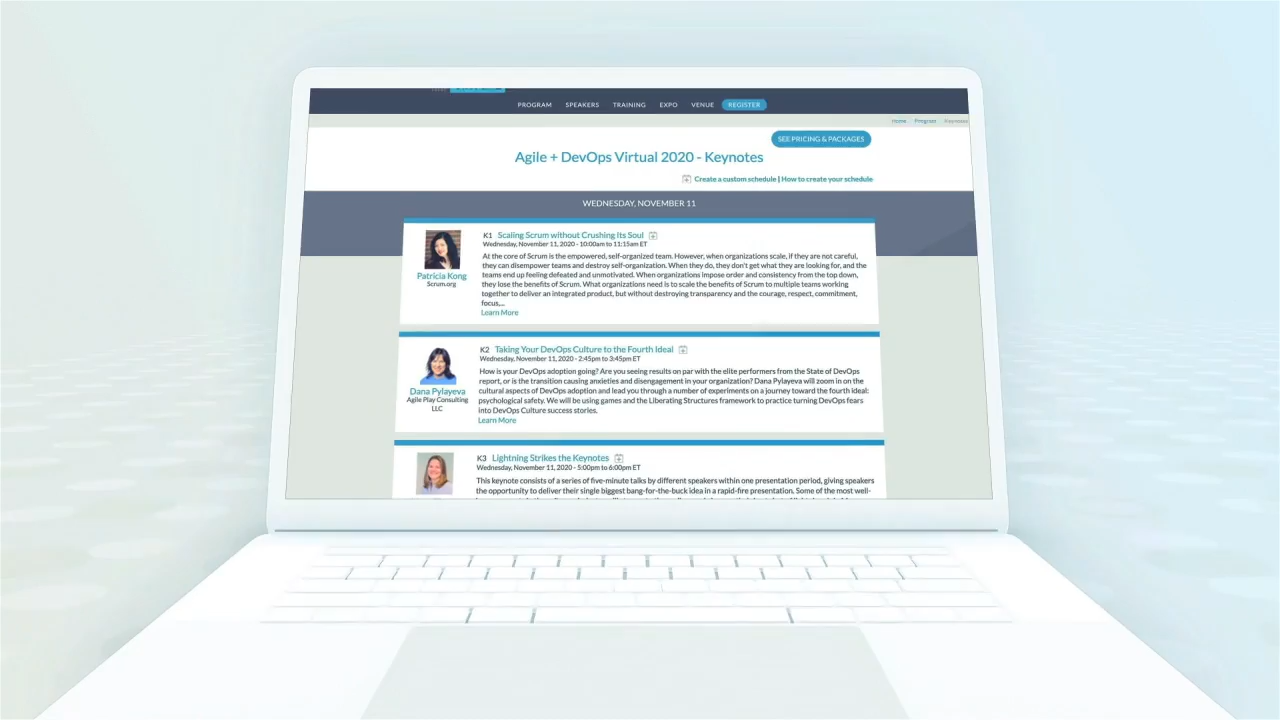 PROGRAM SPEAKERS TRAINING EXPO VENUE REGISTER
Home Program Keynotes
SEE PRICING & PACKAGES
Agile + DevOps Virtual 2020 - Keynotes
Create a custom schedule | How to create your schedule
WEDNESDAY, NOVEMBER 11
K1 Scaling Scrum without Crushing Its Soul
Wednesday, November 11, 2020 - 10:00am to 11:15am ET
At the core of Scrum is the empowered, self-organized team. However, when organizations scale, if they are not careful,
they can disempower teams and destroy self-organization. When they do, they don't get what they are looking for, and the
teams end up feeling defeated and unmotivated. When organizations impose order and consistency from the top down,
they lose the benefits of Scrum. What organizations need is to scale the benefits of Scrum to multiple teams working
together to deliver an integrated product, but without destroying transparency and the courage, respect, commitment,
focus,...
Learn More
Patricia Kong
Scrum.org
K2 Taking Your DevOps Culture to the Fourth Ideal
Wednesday, November 11, 2020 - 2:45pm to 3:45pm ET
How is your DevOps adoption going? Are you seeing results on par with the elite performers from the State of DevOps
report, or is the transition causing anxieties and disengagement in your organization? Dana Pylayeva will zoom in on the
cultural aspects of DevOps adoption and lead you through a number of experiments on a journey toward the fourth ideal:
psychological safety. We will be using games and the Liberating Structures framework to practice turning DevOps fears
into DevOps Culture success stories.
Learn More
Dana Pylayeva
Agile Play Consulting
LLC
K3 Lightning Strikes the Keynotes
Wednesday, November 11, 2020 - 5:00pm to 6:00pm ET
This keynote consists of a series of five-minute talks by different speakers within one presentation period, giving speakers
the opportunity to deliver their single biggest bang-for-the-buck idea in a rapid-fire presentation. Some of the most well-